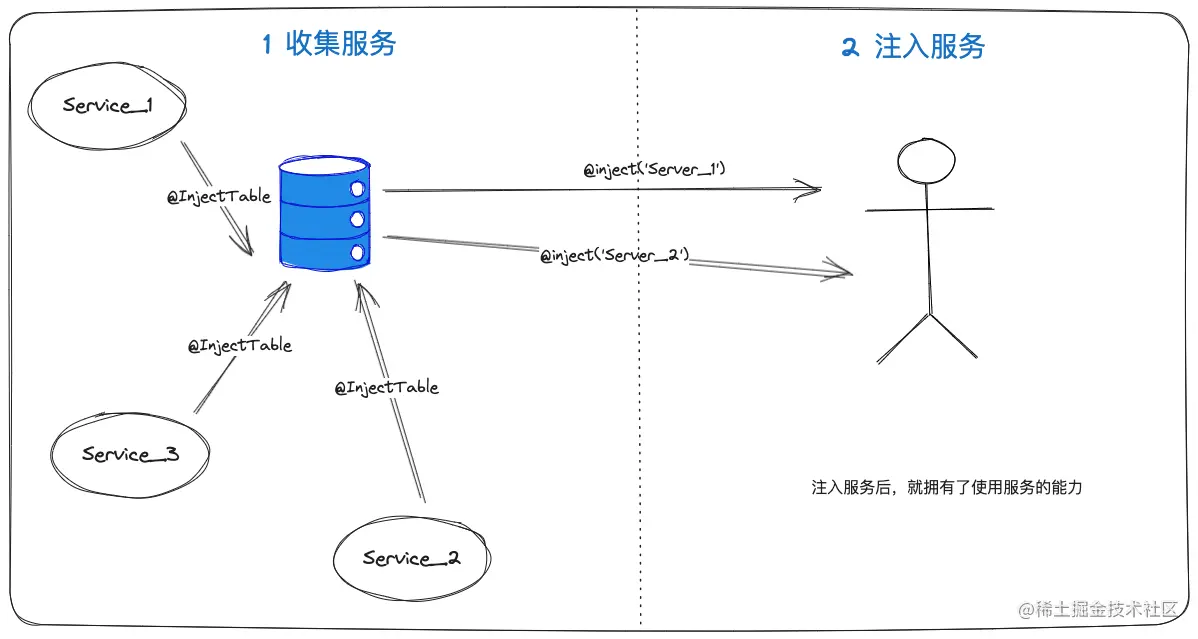 1 收集服务
2 注入服务
Service_1
@InjectTable
@inject('Server_1')
@inject('Server_2')
@InjectTable
@InjectTable
Service_3
注入服务后，就拥有了使用服务的能力
Service_2
@稀土掘金技术社区